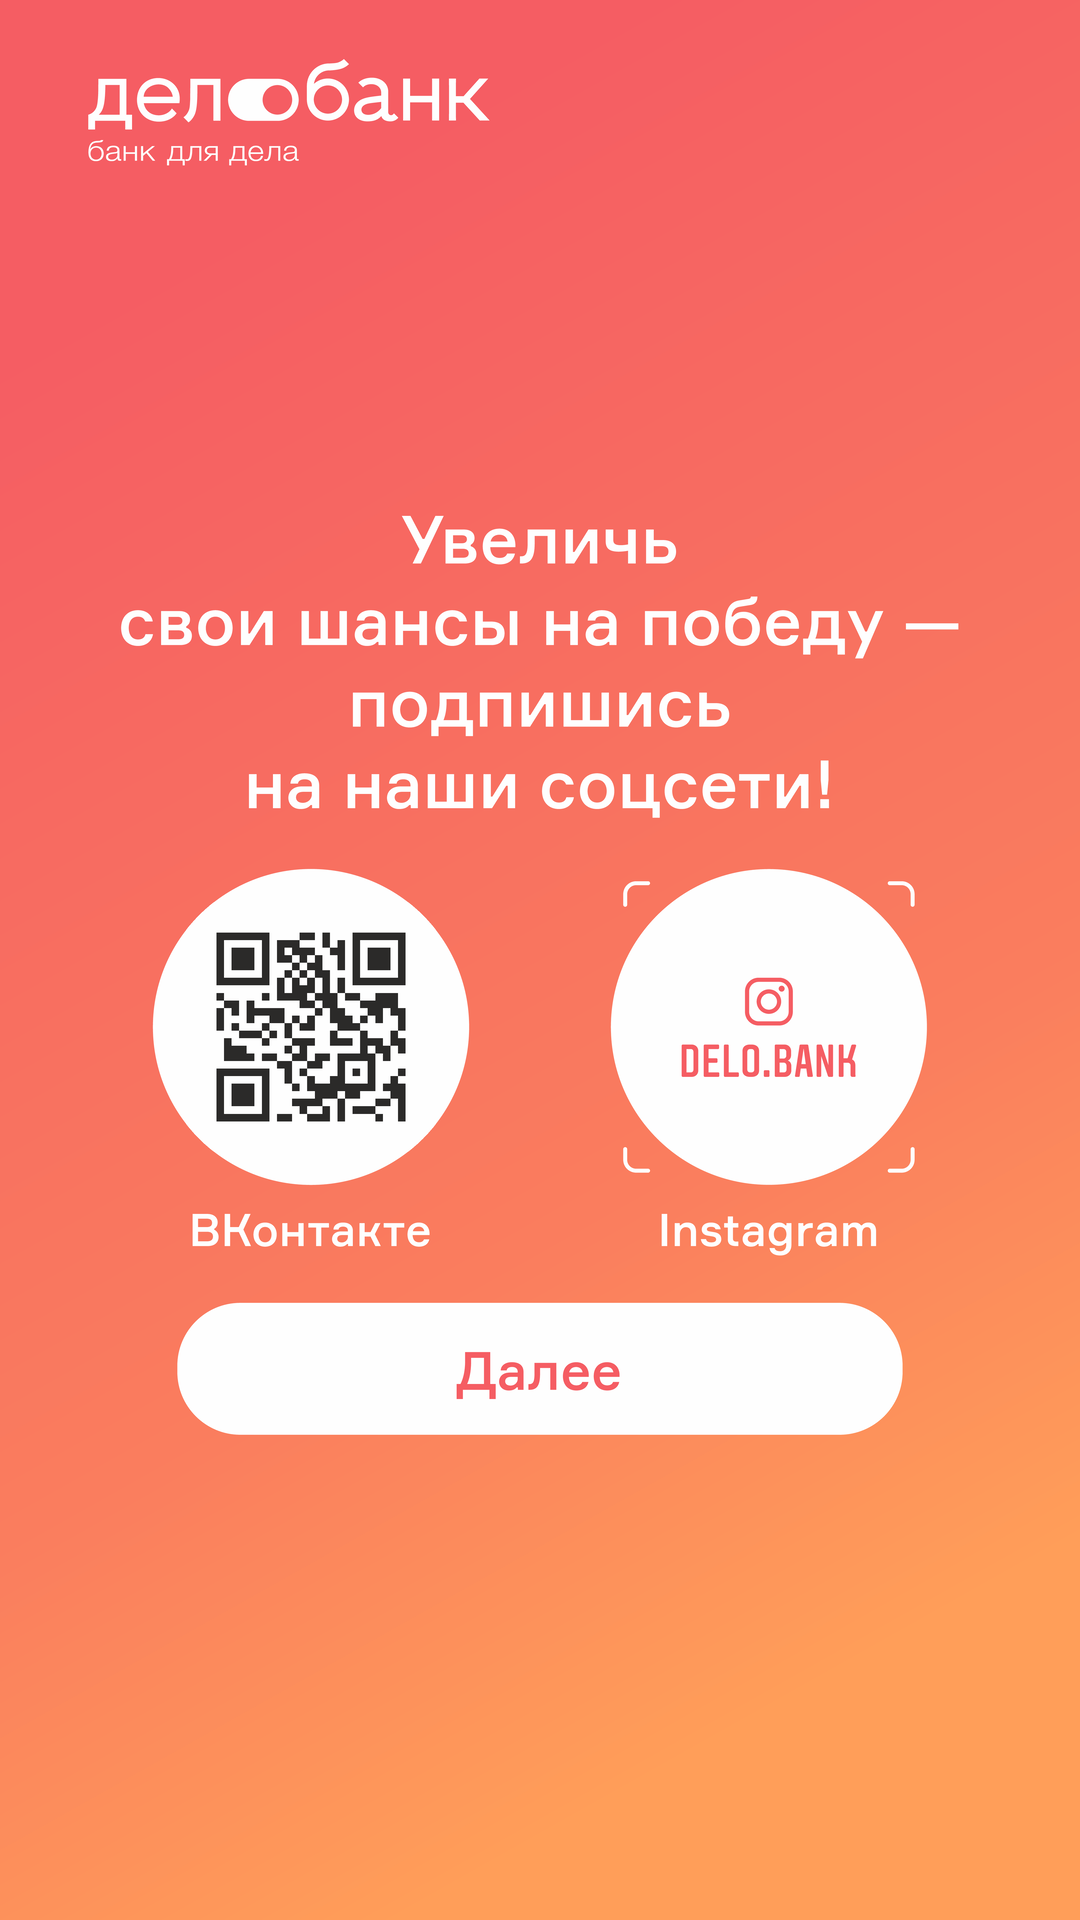 делобанк
банк для дела
Увеличь
свои шансы на победу —
подпишись
на наши соцсети!
DELO.BANK
ВКонтакте
Instagram
Далее